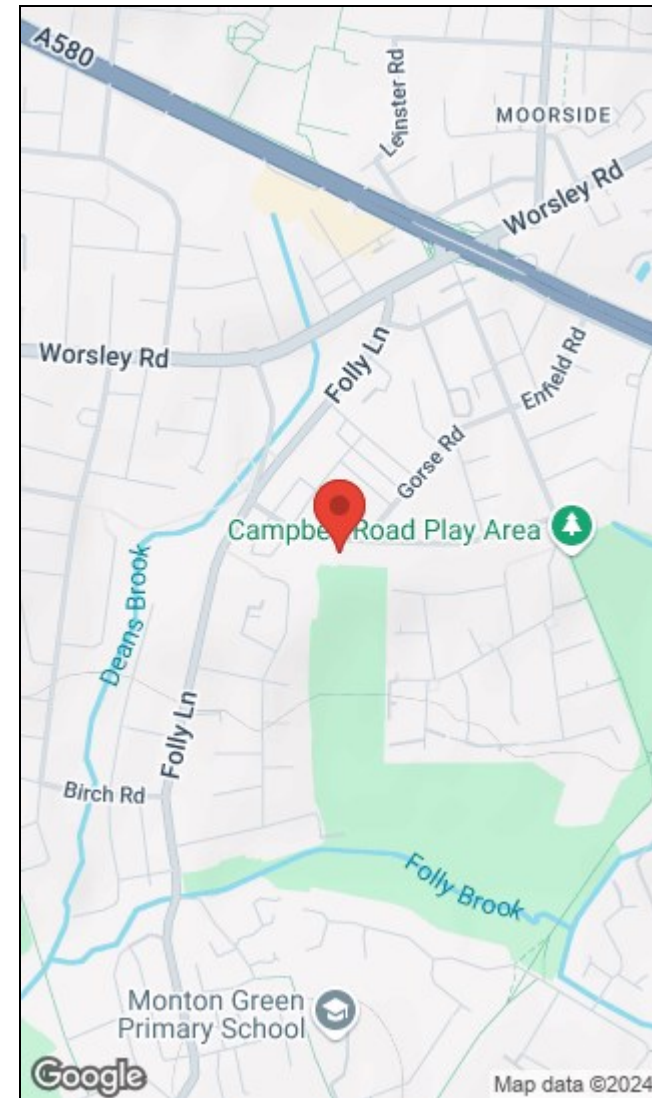 A580
Leinster Rd
MOORSIDE
Worsley Rd
Worsley Rd
Folly Ln
Enfield Rd
Gorse Rd
Campbell Road Play Area
Deans Brook
Folly Ln
Birch Rd
Folly Brook
Monton Green
Primary School
Google
Map data ©2024